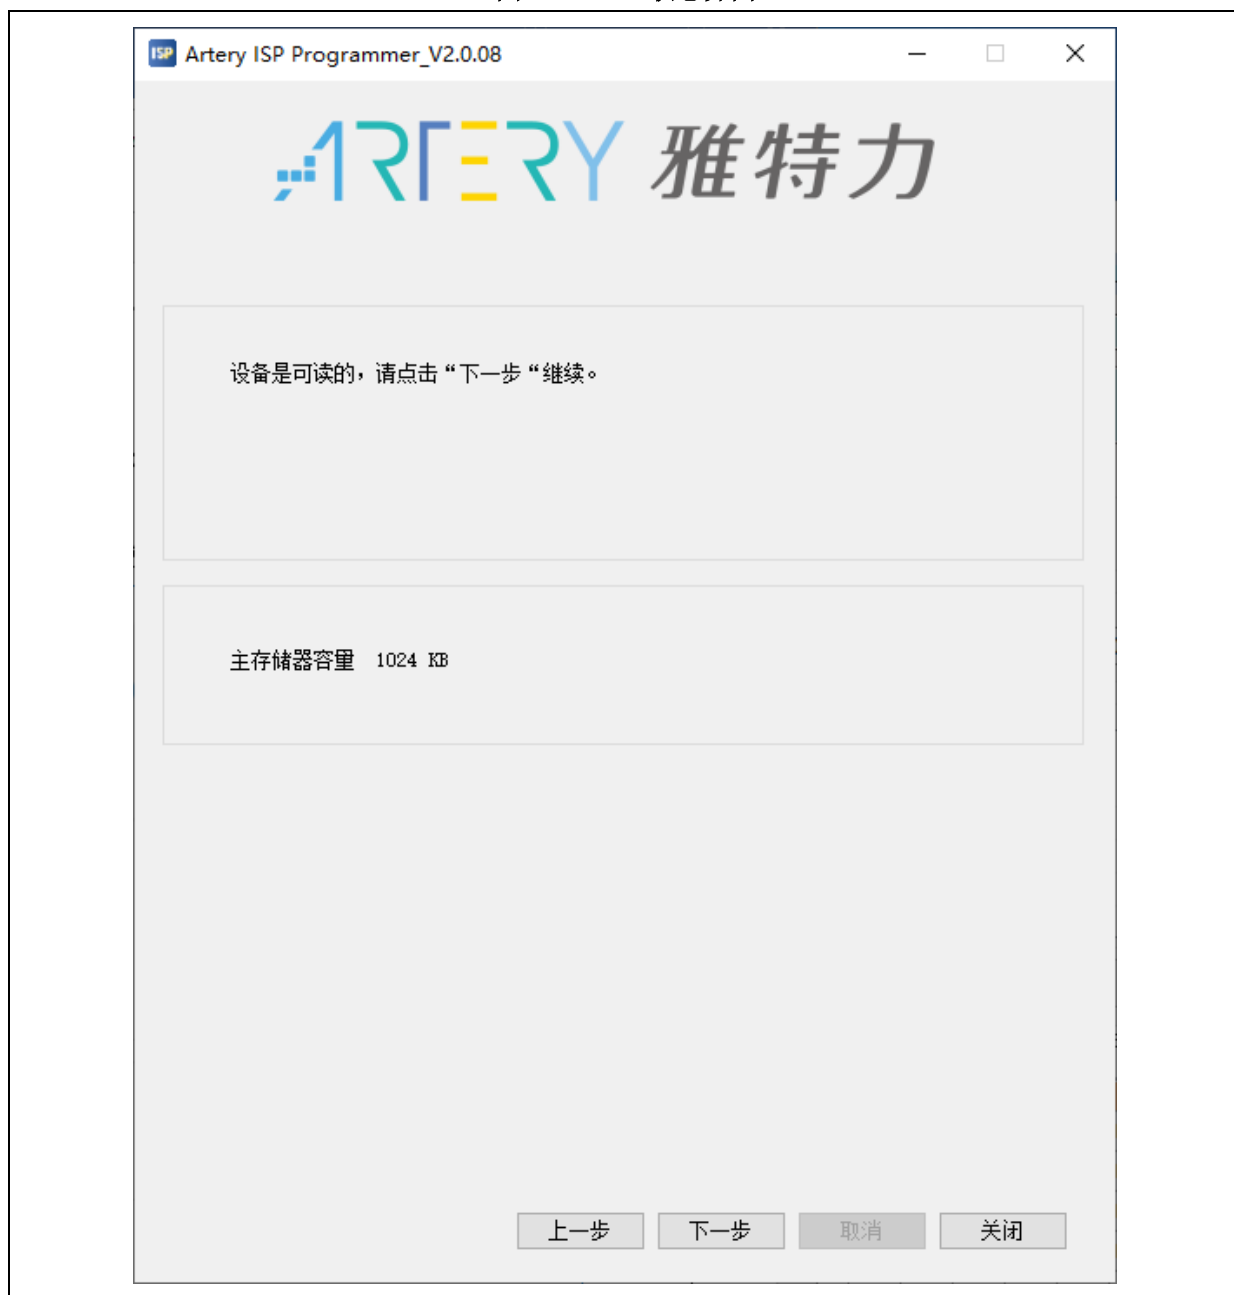 ISP Artery ISP Programmer_V2.0.08
ARTERY 雅特力
设备是可读的，请点击“下一步“继续。
主存储器容量 1024 KB
上一步 下一步 取消 关闭